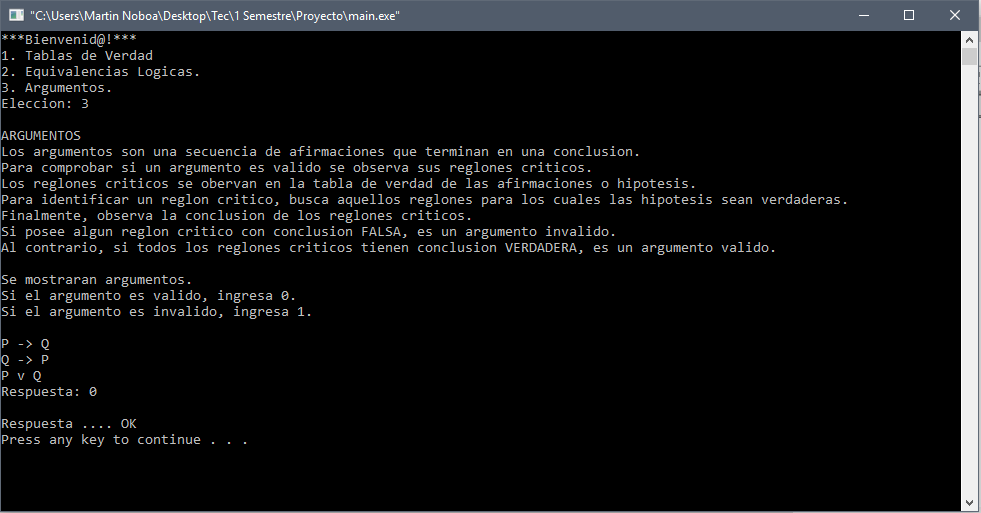 "C:\Users\Martin Noboa\Desktop\Tec\1 Semestre\Proyecto\main.exe"
***Bienvenid@!***
1. Tablas de Verdad
2. Equivalencias Logicas.
3. Argumentos.
Eleccion: 3
ARGUMENTOS
Los argumentos son una secuencia de afirmaciones que terminan en una conclusion.
Para comprobar si un argumento es valido se observa sus reglones criticos.
Los reglones criticos se obervan en la tabla de verdad de las afirmaciones o hipotesis.
Para identificar un reglon critico, busca aquellos reglones para los cuales las hipotesis sean verdaderas.
Finalmente, observa la conclusion de los reglones criticos.
Si posee algun reglon critico con conclusion FALSA, es un argumento invalido.
Al contrario, si todos los reglones criticos tienen conclusion VERDADERA, es un argumento valido.
Se mostraran argumentos.
Si el argumento es valido, ingresa 0.
Si el argumento es invalido, ingresa 1.
P -> Q
Q -> P
P v Q
Respuesta: 0
Respuesta .... OK
Press any key to continue . . .